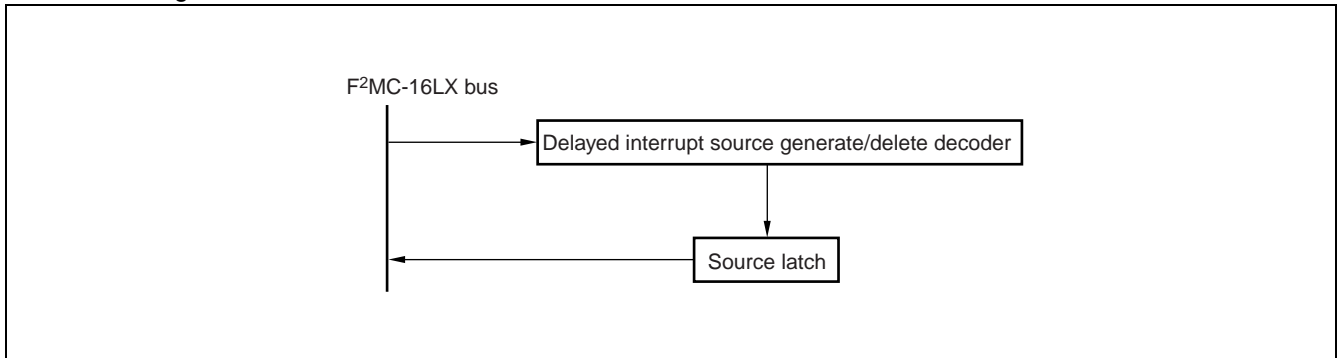 F²MC-16LX bus
Delayed interrupt source generate/delete decoder
Source latch